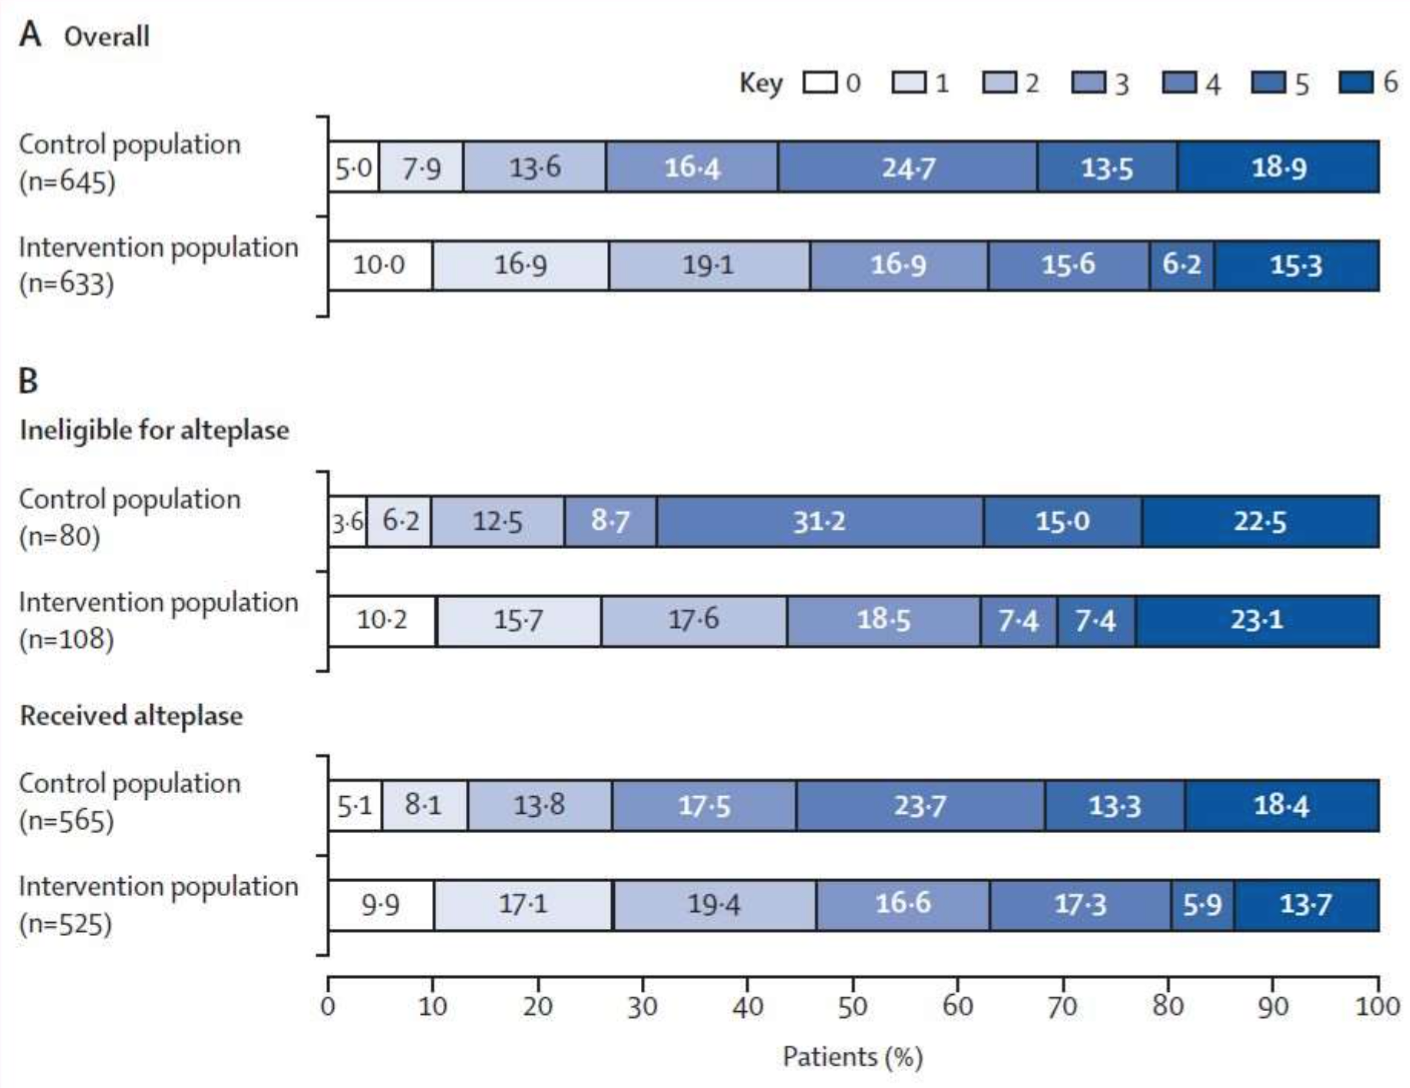 A Overall
Key 0 1 2 3 4 5 6
Control population
(n=645)
5·0 7·9 13·6 16·4 24·7 13·5 18·9
Intervention population
(n=633)
10·0 16·9 19·1 16·9 15·6 6·2 15·3
B
Ineligible for alteplase
Control population
(n=80)
3·6 6·2 12·5 8·7 31·2 15·0 22·5
Intervention population
(n=108)
10·2 15·7 17·6 18·5 7·4 7·4 23·1
Received alteplase
Control population
(n=565)
5·1 8·1 13·8 17·5 23·7 13·3 18·4
Intervention population
(n=525)
9·9 17·1 19·4 16·6 17·3 5·9 13·7
0 10 20 30 40 50 60 70 80 90 100
Patients (%)